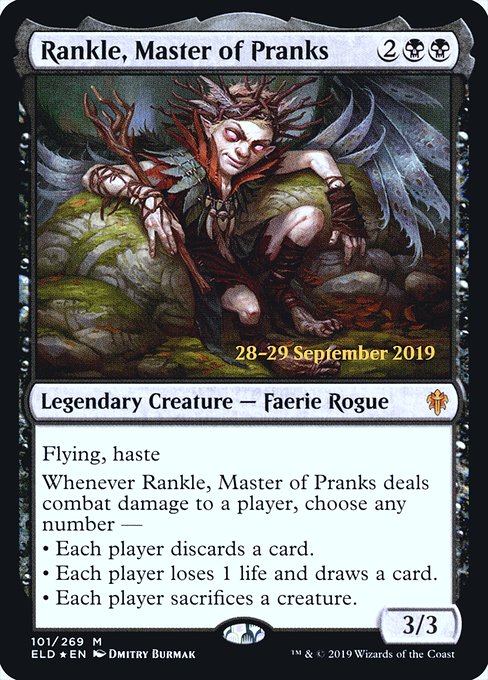 Rankle, Master of Pranks 2
28–29 September 2019
Legendary Creature — Faerie Rogue
Flying, haste
Whenever Rankle, Master of Pranks deals
combat damage to a player, choose any
number —
• Each player discards a card.
• Each player loses 1 life and draws a card.
• Each player sacrifices a creature.
3/3
101/269 M
ELD ★ EN Dmitry Burmak
™ & © 2019 Wizards of the Coast